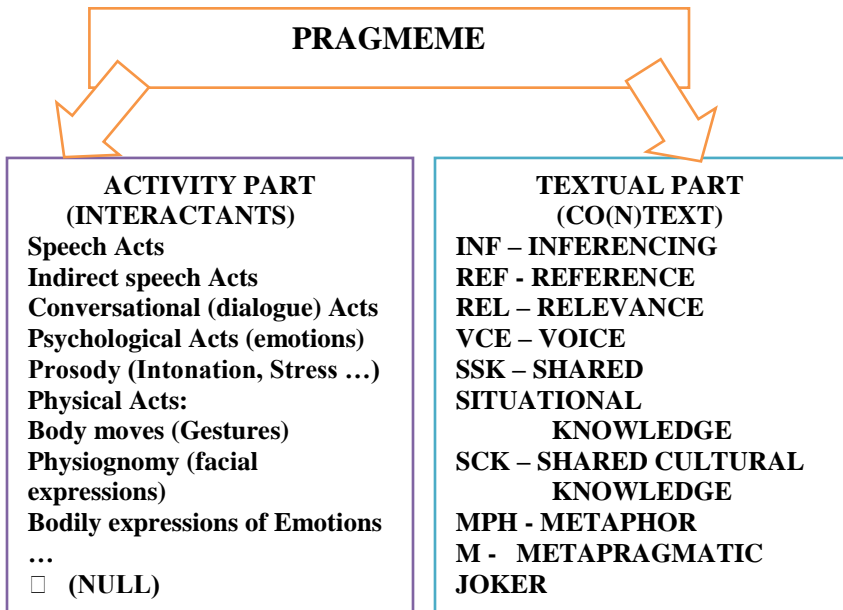 PRAGMEME
ACTIVITY PART
(INTERACTANTS)
Speech Acts
Indirect speech Acts
Conversational (dialogue) Acts
Psychological Acts (emotions)
Prosody (Intonation, Stress …)
Physical Acts:
Body moves (Gestures)
Physiognomy (facial
expressions)
Bodily expressions of Emotions
…
□ (NULL)
TEXTUAL PART
(CO(N)TEXT)
INF – INFERENCING
REF - REFERENCE
REL – RELEVANCE
VCE – VOICE
SSK – SHARED
SITUATIONAL
KNOWLEDGE
SCK – SHARED CULTURAL
KNOWLEDGE
MPH - METAPHOR
M - METAPRAGMATIC
JOKER